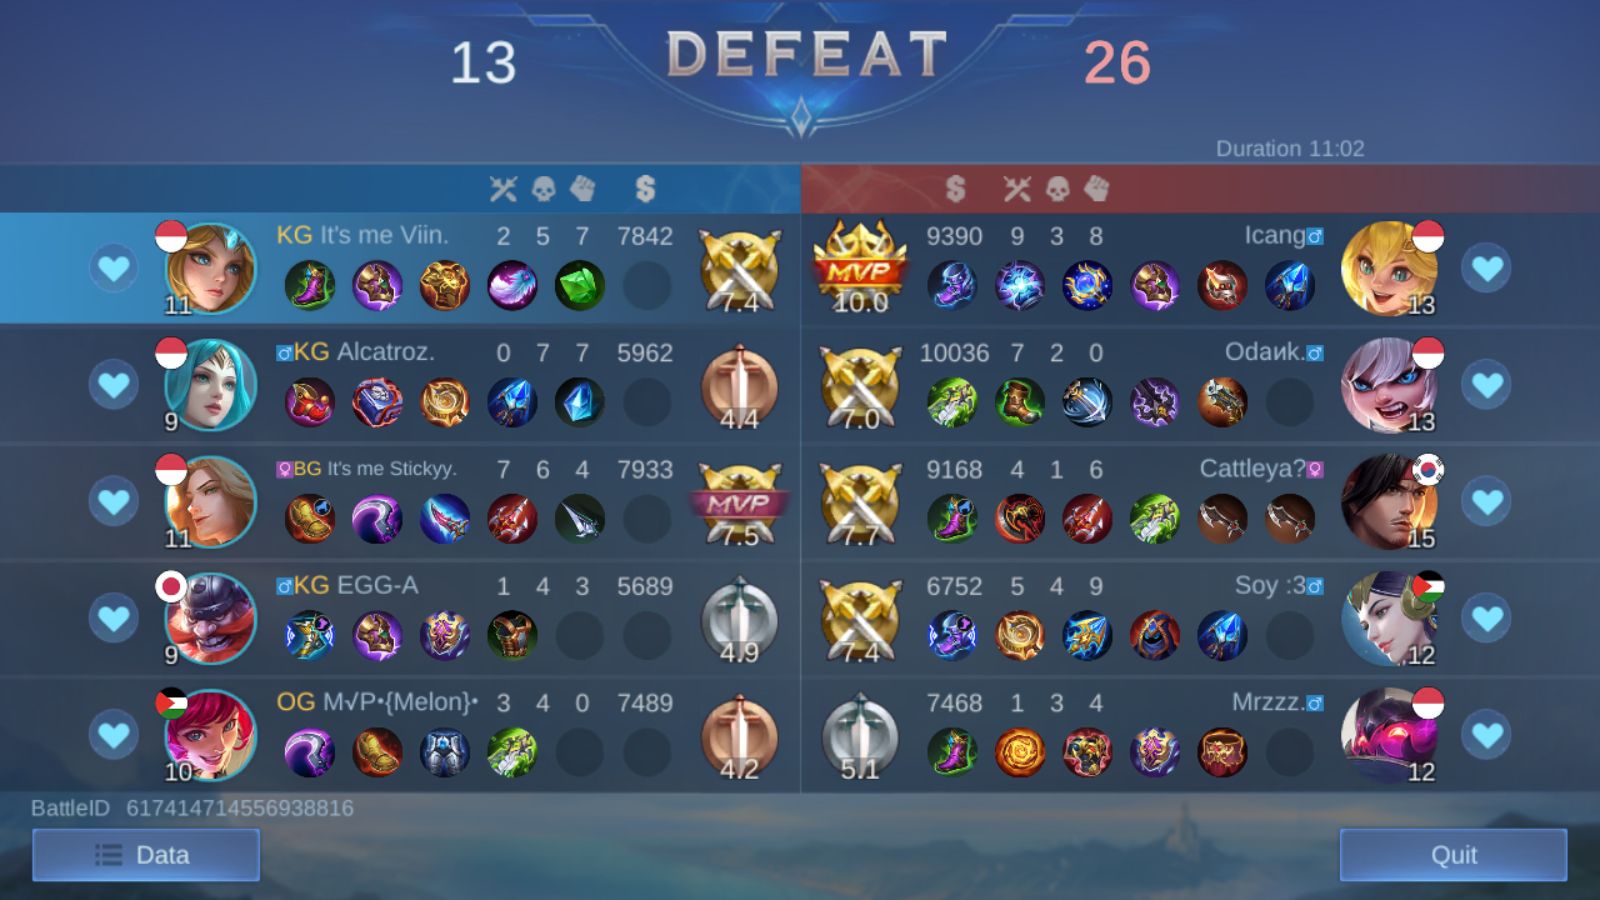 13 DEFEAT 26
Duration 11:02
KG It's me Viin. 2 5 7 7842
11 7.4
MVP 9390 9 3 8 Icang
10.0 13
KG Alcatroz. 0 7 7 5962
9 4.4
10036 7 2 0 Odaиk.
7.0 13
BG It's me Stickyy. 7 6 4 7933 MVP
11 7.5
9168 4 1 6 Cattleya?
7.7 15
KG EGG-A 1 4 3 5689
9 4.9
6752 5 4 9 Soy :3
7.4 12
OG M√P•{Melon}• 3 4 0 7489
10 4.2
7468 1 3 4 Mrzzz.
5.1 12
BattleID 617414714556938816
Data
Quit